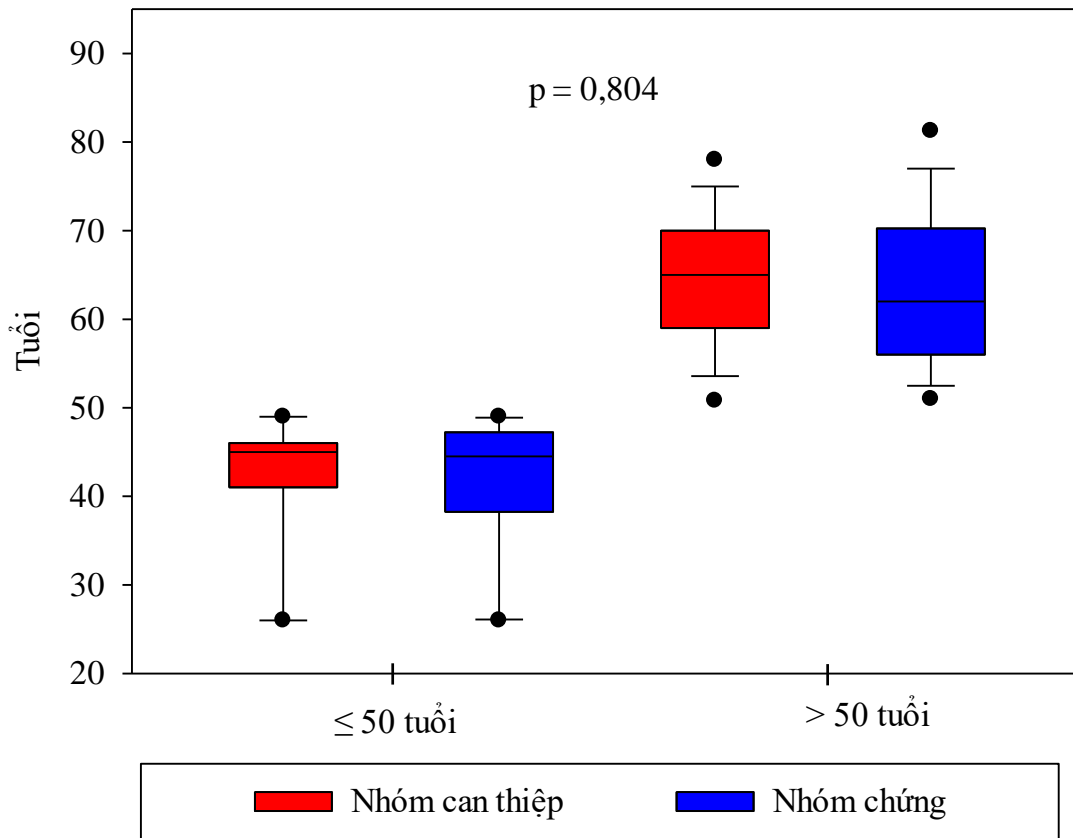 90
p = 0,804
80
70
60
Tuổi
50
40
30
20
≤ 50 tuổi
> 50 tuổi
Nhóm can thiệp
Nhóm chứng